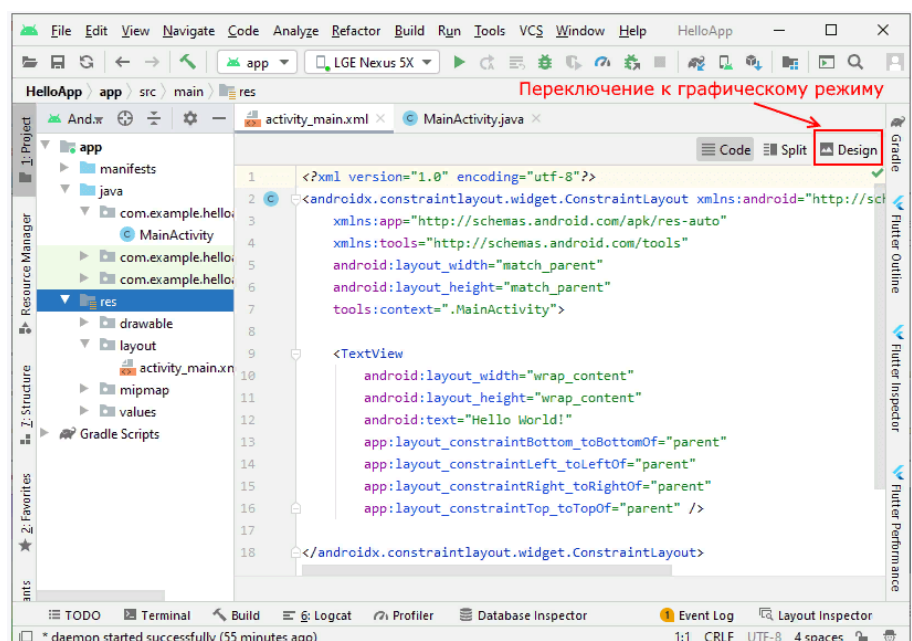 File Edit View Navigate Code Analyze Refactor Build Run Tools VCS Window Help HelloApp
app LGE Nexus 5X
HelloApp app src main res
Переключение к графическому режиму
activity_main.xml MainActivity.java
Code Split Design
1: Project
Resource Manager
Z: Structure
2: Favorites
app
manifests
java
MainActivity
res
drawable
layout
mipmap
values
Gradle Scripts
1 <?xml version="1.0" encoding="utf-8"?>
2 <androidx.constraintlayout.widget.ConstraintLayout xmlns:android="http://sch
3 xmlns:app="http://schemas.android.com/apk/res-auto"
4 xmlns:tools="http://schemas.android.com/tools"
5 android:layout_width="match_parent"
6 android:layout_height="match_parent"
7 tools:context=".MainActivity">
8
9 <TextView
10 android:layout_width="wrap_content"
11 android:layout_height="wrap_content"
12 android:text="Hello World!"
13 app:layout_constraintBottom_toBottomOf="parent"
14 app:layout_constraintLeft_toLeftOf="parent"
15 app:layout_constraintRight_toRightOf="parent"
16 app:layout_constraintTop_toTopOf="parent" />
17
18 </androidx.constraintlayout.widget.ConstraintLayout>
Gradle
Flutter Outline
Flutter Inspector
Flutter Performance
TODO Terminal Build 6: Logcat Profiler Database Inspector 1 Event Log Layout Inspector
* daemon started successfully (55 minutes ago) 1:1 CRLF UTF-8 4 spaces